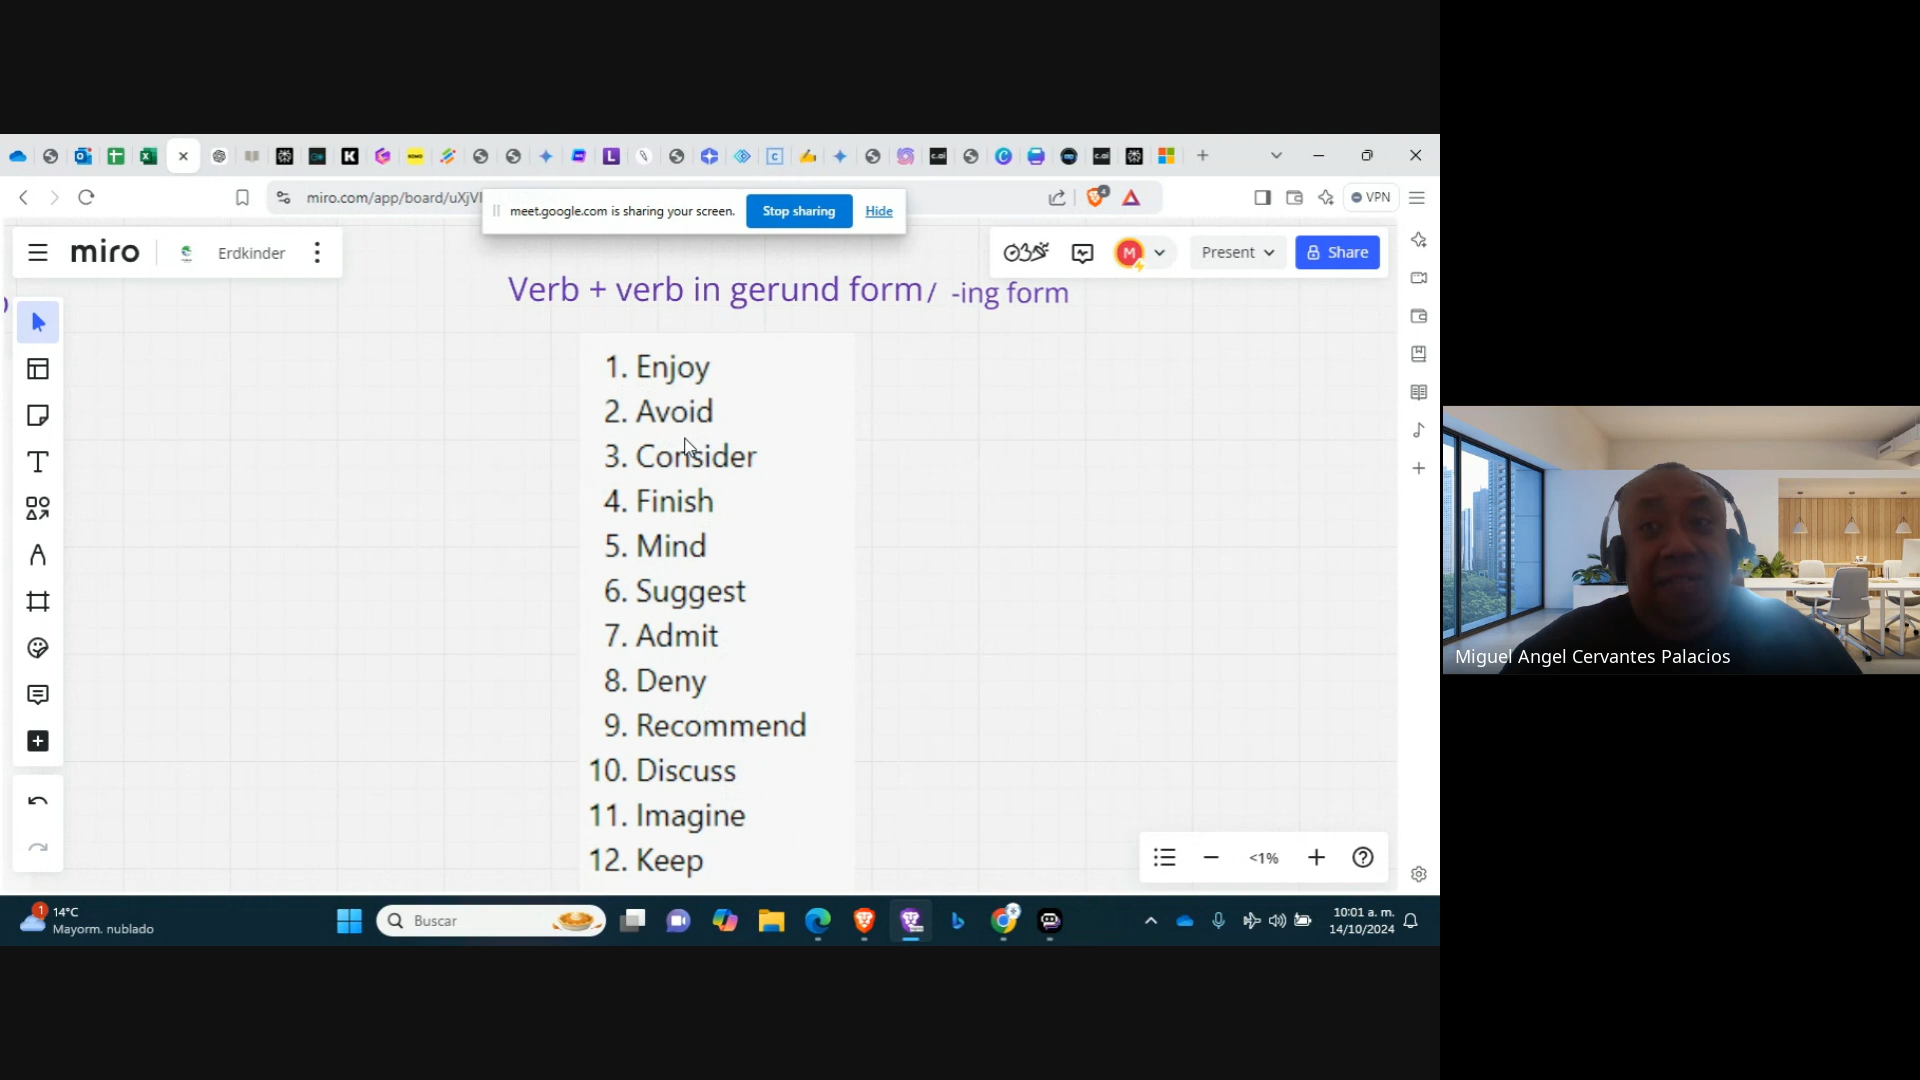 miro.com/app/board/uXjVI
meet.google.com is sharing your screen.
Stop sharing
Hide
VPN
miro
Erdkinder
M
Present
Share
Verb + verb in gerund form / -ing form
1. Enjoy
2. Avoid
3. Consider
4. Finish
5. Mind
6. Suggest
7. Admit
8. Deny
9. Recommend
10. Discuss
11. Imagine
12. Keep
<1%
Miguel Angel Cervantes Palacios
1
14°C
Mayorm. nublado
Buscar
10:01 a. m.
14/10/2024